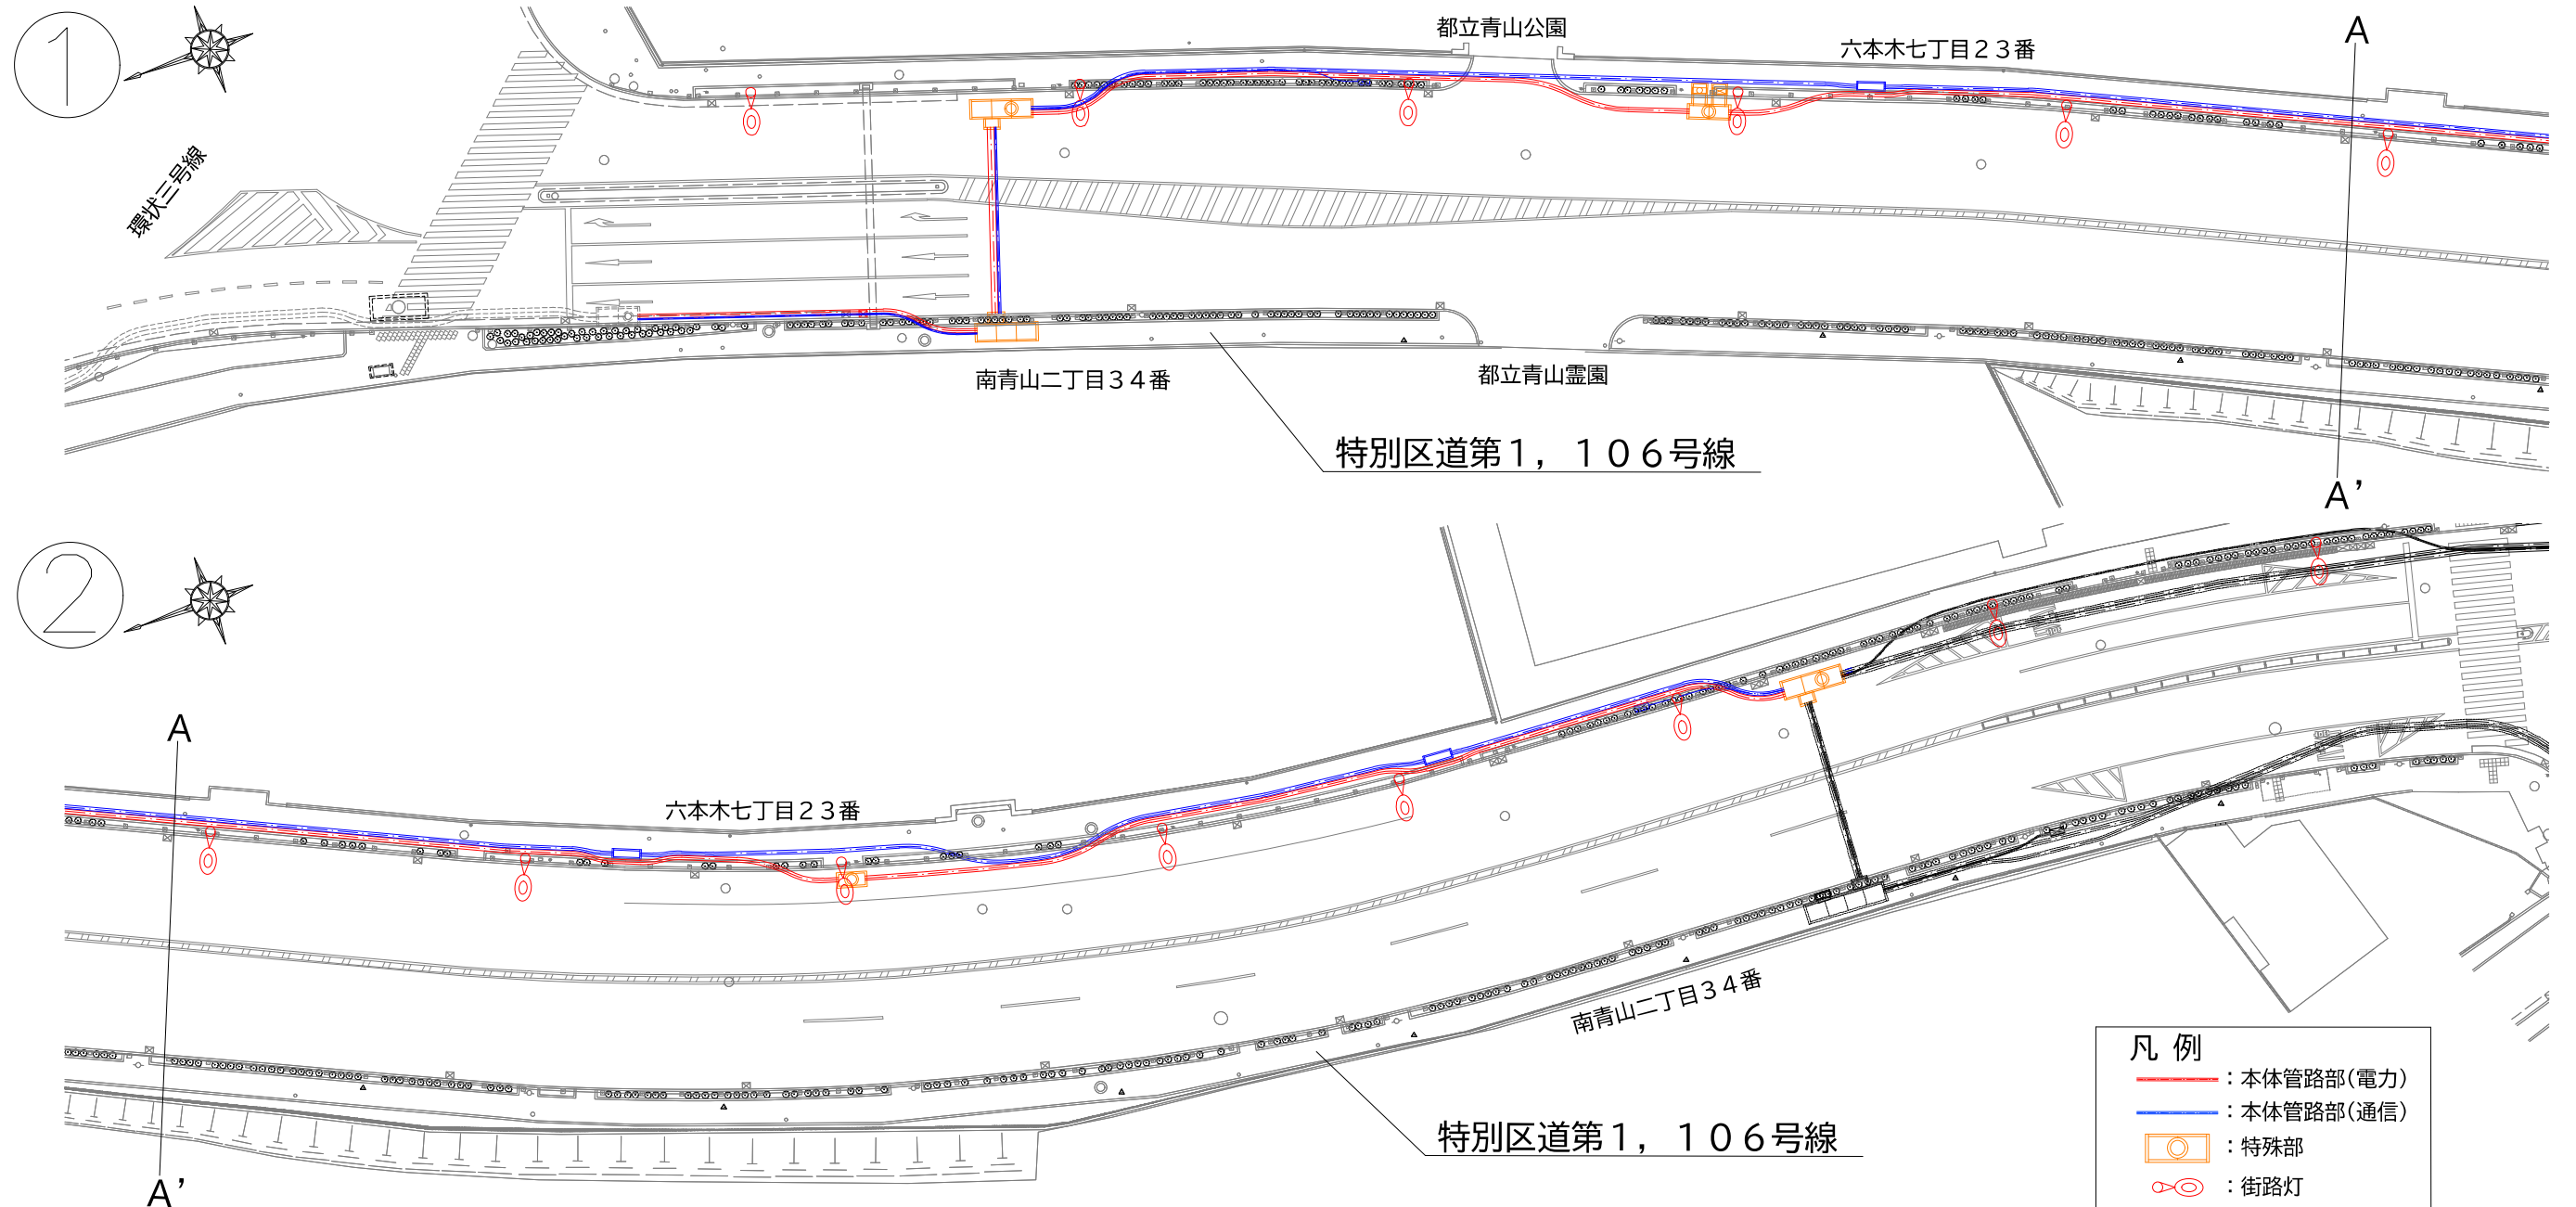 1
都立青山公園
六本木七丁目２３番
A
環状三号線
南青山二丁目３４番
都立青山霊園
特別区道第１，１０６号線
A’
2
A
六本木七丁目２３番
南青山二丁目３４番
特別区道第１，１０６号線
A’
凡 例
：本体管路部（電力）
：本体管路部（通信）
：特殊部
：街路灯